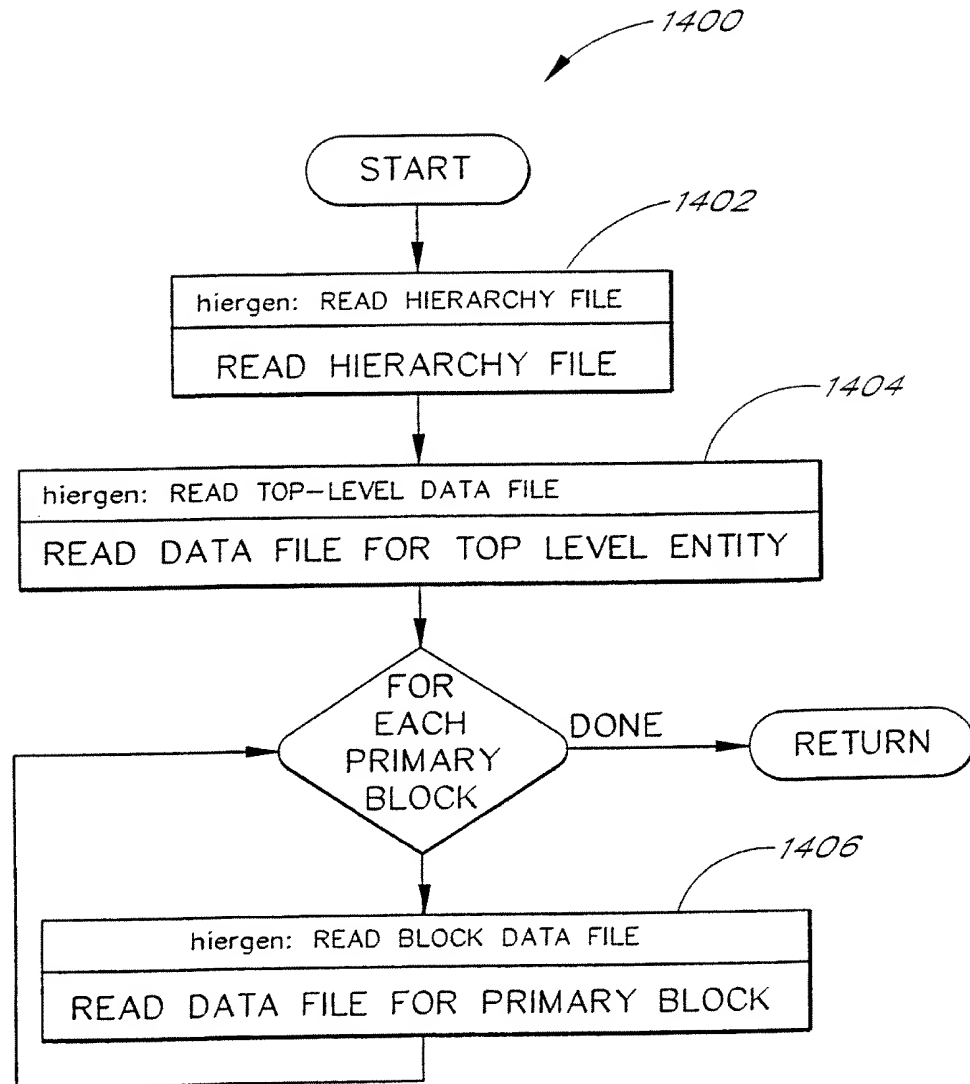 1400
START
1402
hiergen: READ HIERARCHY FILE
READ HIERARCHY FILE
1404
hiergen: READ TOP-LEVEL DATA FILE
READ DATA FILE FOR TOP LEVEL ENTITY
FOR
EACH
PRIMARY
BLOCK
DONE
RETURN
1406
hiergen: READ BLOCK DATA FILE
READ DATA FILE FOR PRIMARY BLOCK